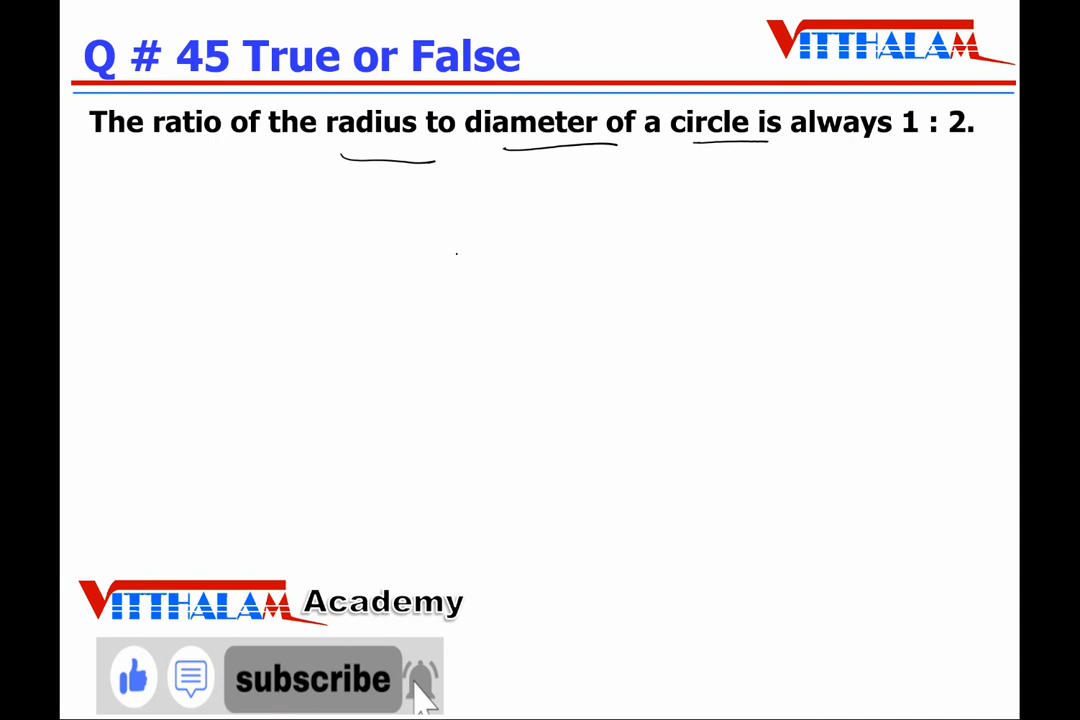 Q # 45 True or False
VITTHALAM
The ratio of the radius to diameter of a circle is always 1 : 2.
VITTHALAM Academy
subscribe